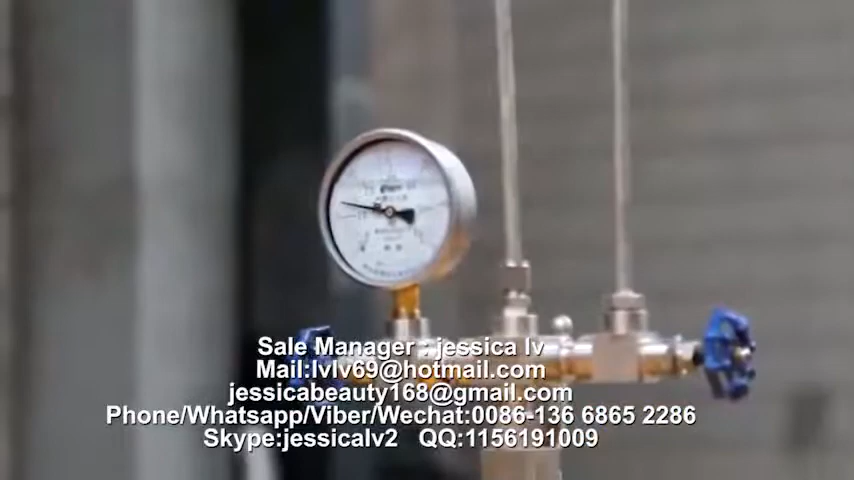 Sale Manager : jessica lv
Mail:lvlv69@hotmail.com
jessicabeauty168@gmail.com
Phone/Whatsapp/Viber/Wechat:0086-136 6865 2286
Skype:jessicalv2 QQ:1156191009